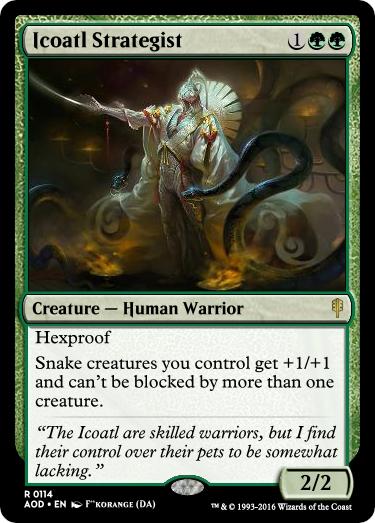 Icoatl Strategist 1
Creature — Human Warrior
Hexproof
Snake creatures you control get +1/+1
and can't be blocked by more than one
creature.
"The Icoatl are skilled warriors, but I find
their control over their pets to be somewhat
lacking."
2/2
R 0114
AOD • EN F"KORANGE (DA)
™ & © 1993-2016 Wizards of the Coast